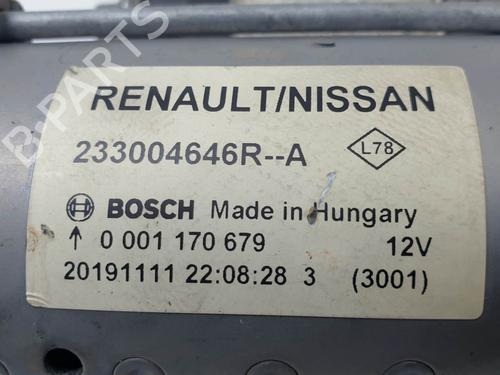 RENAULT/NISSAN
233004646R--A L78
BOSCH Made in Hungary
↑ 0 001 170 679 12V
20191111 22:08:28 3 (3001)
B-PARTS